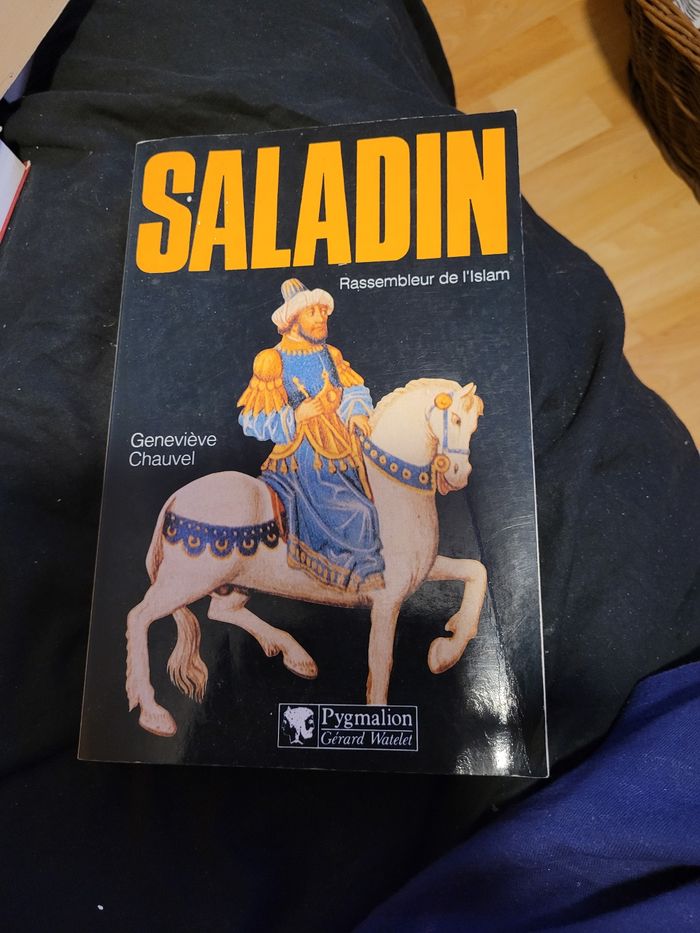 SALADIN
Rassembleur de l'Islam
Geneviève
Chauvel
Pygmalion
Gérard Watelet